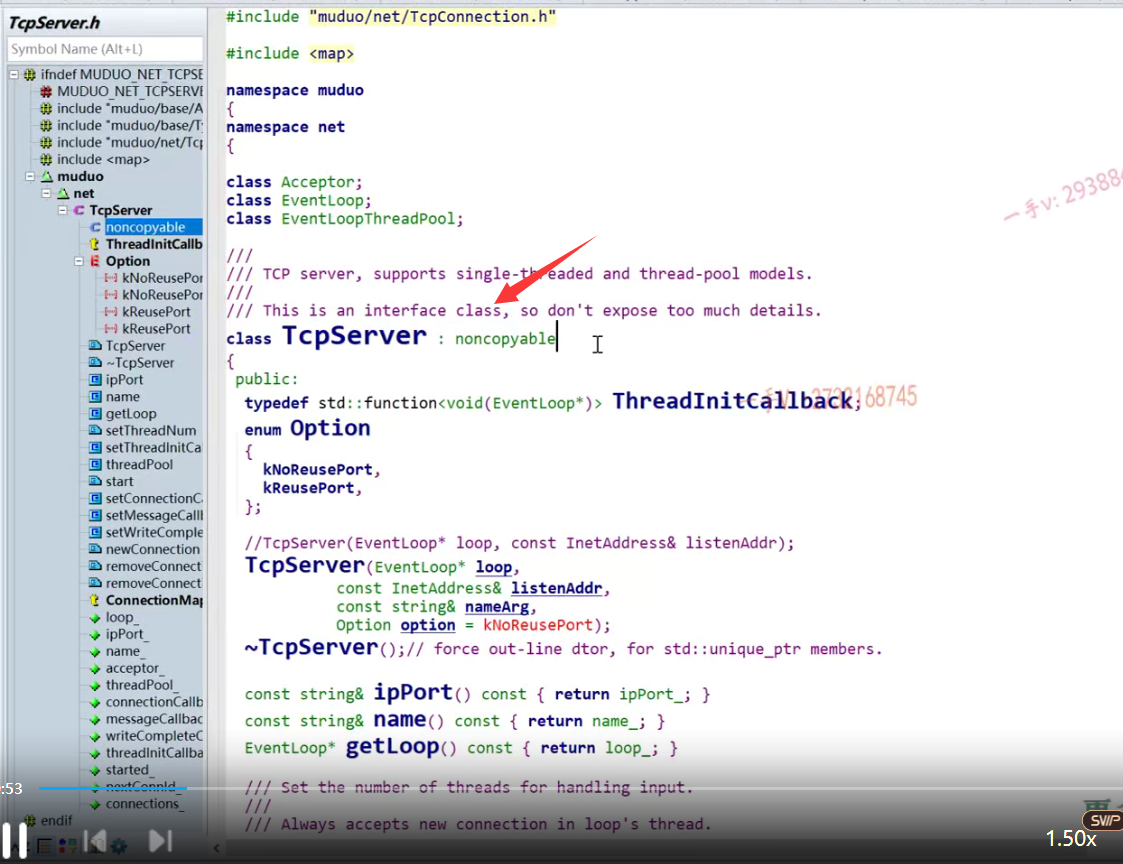 TcpServer.h
Symbol Name (Alt+L)
ifndef MUDUO_NET_TCPSE
MUDUO_NET_TCPSERVE
include "muduo/base/A
include "muduo/base/T
include "muduo/net/Tcp
include <map>
muduo
net
TcpServer
noncopyable
ThreadInitCallb
Option
kNoReusePor
kNoReusePor
kReusePort
kReusePort
TcpServer
~TcpServer
ipPort
name
getLoop
setThreadNum
setThreadInitCa
threadPool
start
setConnectionC
setMessageCall
setWriteComple
newConnection
removeConnect
removeConnect
ConnectionMap
loop_
ipPort_
name_
acceptor_
threadPool_
connectionCallb
messageCallbac
writeCompleteC
threadInitCallba
started_
nextConnId_
connections_
endif
#include "muduo/net/TcpConnection.h"
#include <map>
namespace muduo
{
namespace net
{
class Acceptor;
class EventLoop;
class EventLoopThreadPool;
///
/// TCP server, supports single-threaded and thread-pool models.
///
/// This is an interface class, so don't expose too much details.
class TcpServer : noncopyable
{
public:
typedef std::function<void(EventLoop*)> ThreadInitCallback;
enum Option
{
kNoReusePort,
kReusePort,
};
//TcpServer(EventLoop* loop, const InetAddress& listenAddr);
TcpServer(EventLoop* loop,
const InetAddress& listenAddr,
const string& nameArg,
Option option = kNoReusePort);
~TcpServer();// force out-line dtor, for std::unique_ptr members.
const string& ipPort() const { return ipPort_; }
const string& name() const { return name_; }
EventLoop* getLoop() const { return loop_; }
/// Set the number of threads for handling input.
///
/// Always accepts new connection in loop's thread.
一手v: 293884
:53
SVIP
1.50x